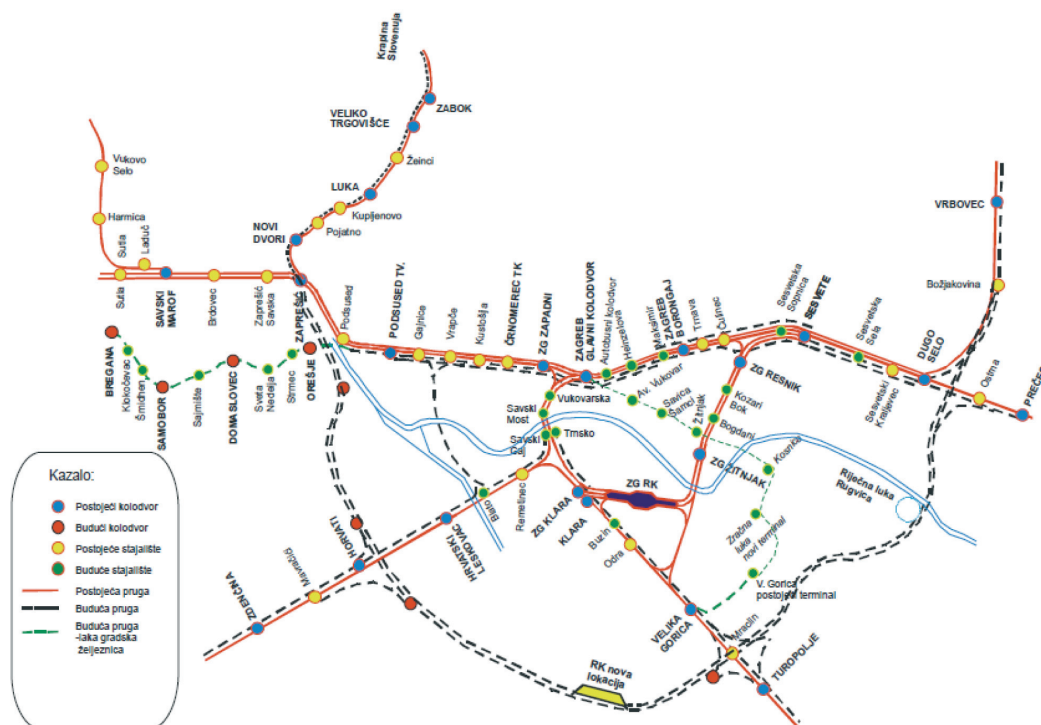 Krapina
Slovenuja
ZABOK
VELIKO
TRGOVIŠĆE
Žeinci
LUKA
Kupljenovo
Pojatno
NOVI
DVORI
Vukovo
Selo
Harmica
Sutla
Laduč
Sutla
SAVSKI
MAROF
Brdovec
Zaprešić
Savska
ZAPREŠIĆ
Podsused
PODSUSED TV.
Gajnice
Vrapče
Kustošija
ČRNOMEREC T.K
ZG ZAPADNI
ZAGREB
GLAVNI KOLODVOR
Autobusni kolodvor
Heinzelova
Maksimir
ZAGREB
BORONGAJ
Trnava
Čulinec
Sesvetska
Sopnica
SESVETE
Sesvetska
Sela
Sesvetski
Kraljevec
DUGO
SELO
Ostrna
PREČEC
VRBOVEC
Božjakovina
BREGANA
Klokočevac
Šmidhen
SAMOBOR
Sajmište
DOMASLOVEC
Sveta
Nedelja
Strmec
OREŠJE
Vukovarska
Savski
Most
Savski
Gaj
Trnsko
Av. Vukovar
Savica
Šanci
Žitnjak
ZG RESNIK
Kozari
Bok
Bogdani
Kosnica
ZG ŽITNJAK
ZG RK
Riječna luka
Rugvica
Zračna
luka
novi terminal
V. Gorica
postojeći terminal
ZG KLARA
KLARA
Buzin
Odra
Remetinec
Blato
HRVATSKI
LESKOVAC
HORVATI
Mavračići
ZDENČINA
VELIKA
GORICA
Mraclin
TUROPOLJE
RK nova
lokacija
Kazalo:
Postojeći kolodvor
Budući kolodvor
Postojeće stajalište
Buduće stajalište
Postojeća pruga
Buduća pruga
Buduća pruga
-laka gradska
željeznica